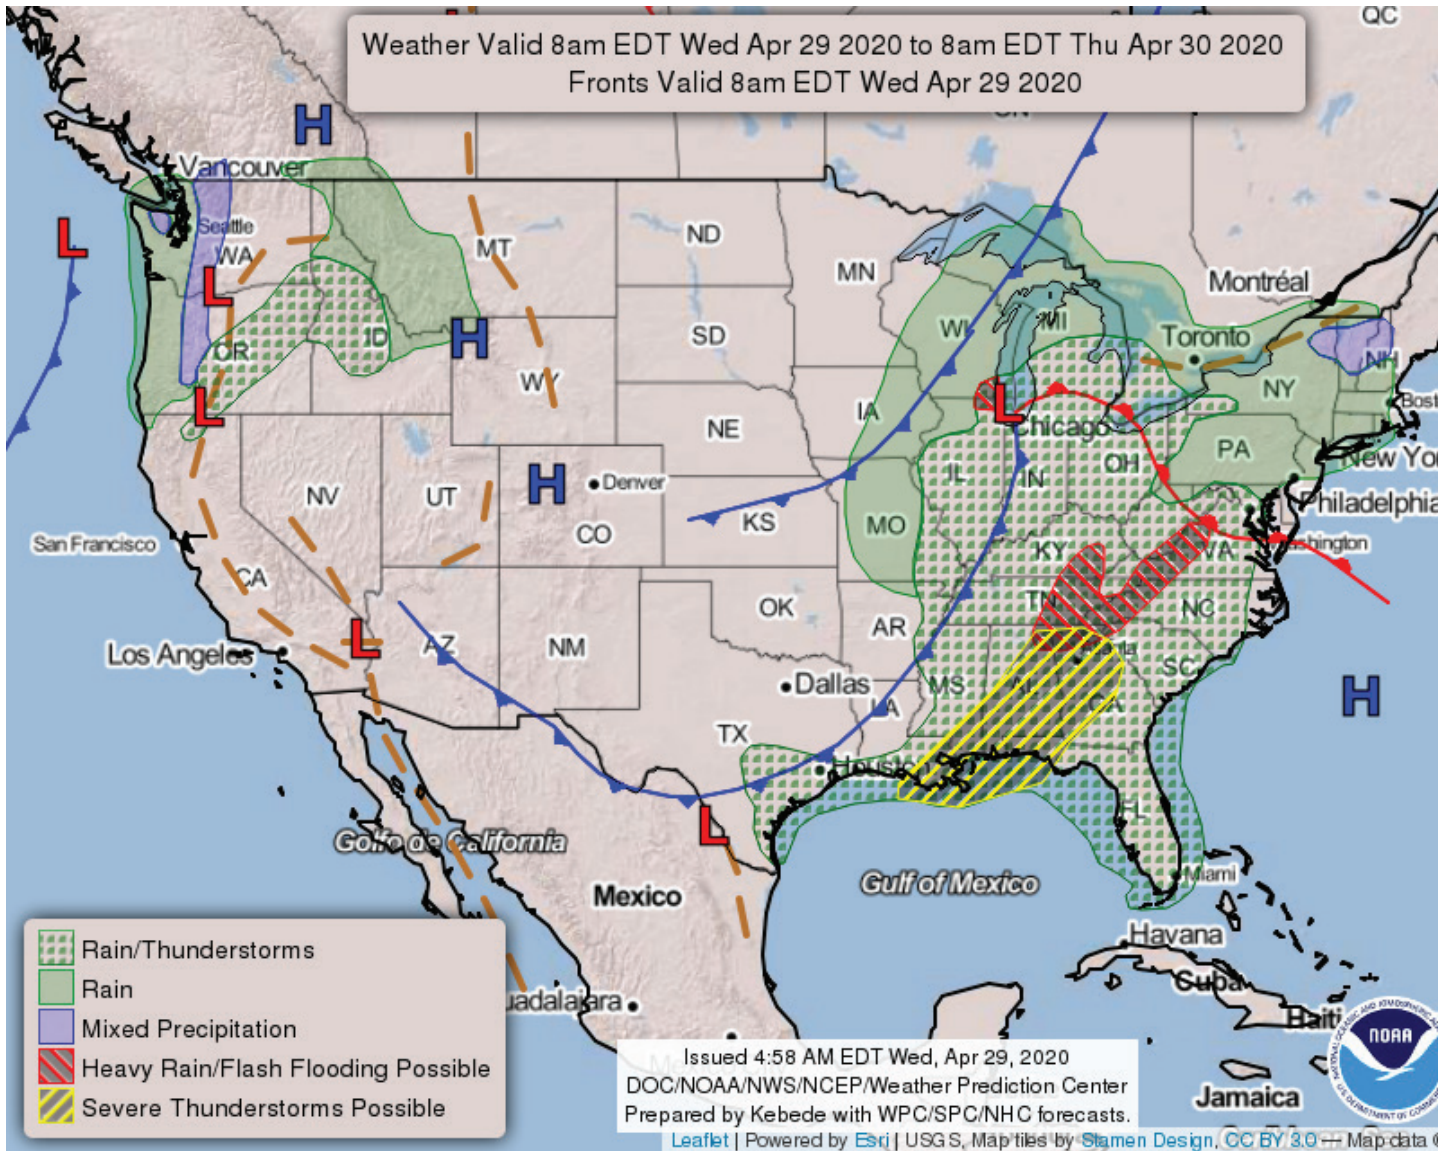 QC
Weather Valid 8am EDT Wed Apr 29 2020 to 8am EDT Thu Apr 30 2020
Fronts Valid 8am EDT Wed Apr 29 2020
H
Vancouver
L
Seattle
WA
MT
ND
MN
Montréal
L
H
OR
ID
WY
SD
WI
MI
Toronto
NH
NY
L
IA
L
Chicago
Bost
NE
PA
New Yo
OH
IL
IN
NV
UT
H
Denver
CO
KS
MO
Philadelphia
San Francisco
KY
VA
ashington
CA
TN
NC
OK
AR
Los Angeles
L
AZ
NM
SC
Dallas
MS
AL
GA
LA
H
TX
Houston
L
FL
Golfo de California
Gulf of Mexico
Miami
Mexico
Havana
Cuba
uadalajara
Haiti
NOAA
Rain/Thunderstorms
Rain
Mixed Precipitation
Heavy Rain/Flash Flooding Possible
Severe Thunderstorms Possible
Issued 4:58 AM EDT Wed, Apr 29, 2020
DOC/NOAA/NWS/NCEP/Weather Prediction Center
Prepared by Kebede with WPC/SPC/NHC forecasts.
Jamaica
Leaflet | Powered by Esri | USGS, Map tiles by Stamen Design, CC BY 3.0 — Map data ©